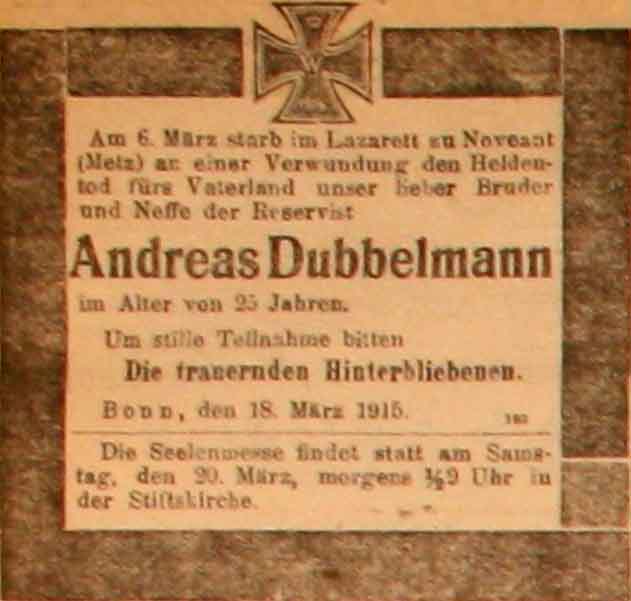 W
Am 6. März starb im Lazarett zu Noveant
(Metz) an einer Verwundung den Helden-
tod fürs Vaterland unser lieber Bruder
und Neffe der Reservist
Andreas Dubbelmann
im Alter von 25 Jahren.
Um stille Teilnahme bitten
Die trauernden Hinterbliebenen.
Bonn, den 18. März 1915.
Die Seelenmesse findet statt am Sams-
tag, den 20. März, morgens ½9 Uhr in
der Stiftskirche.